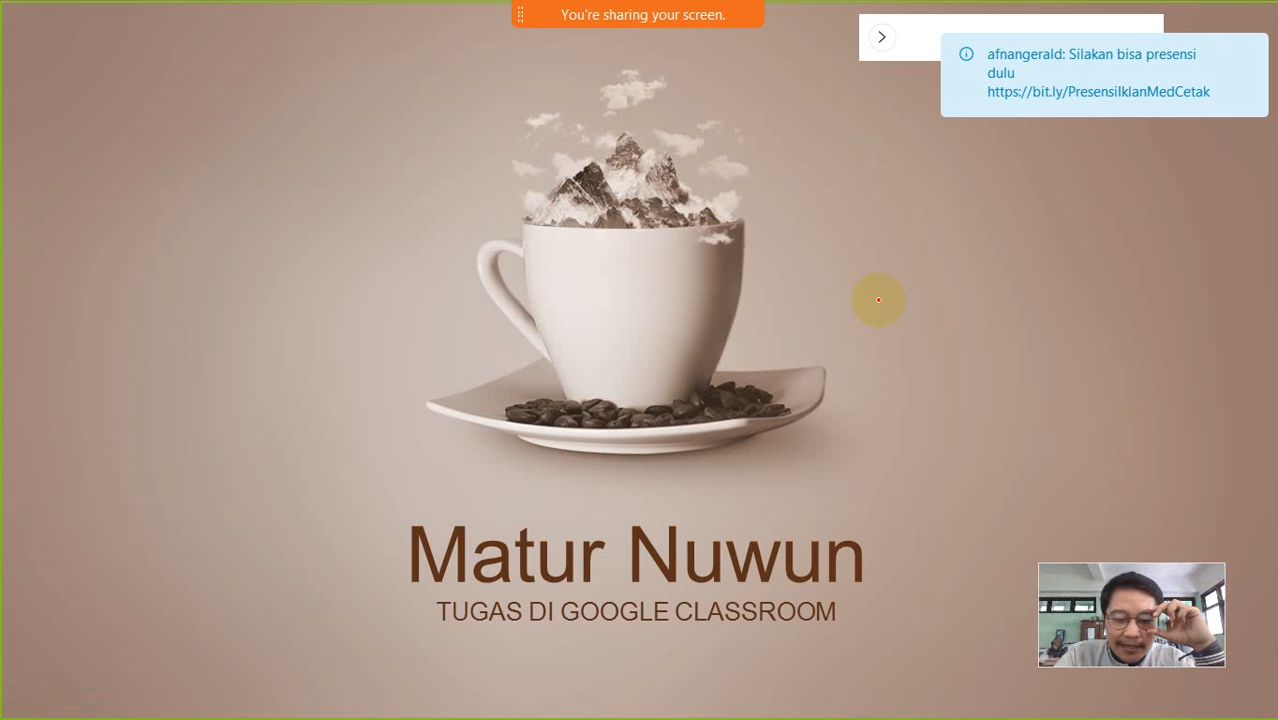 You're sharing your screen.
afnangerald: Silakan bisa presensi
dulu
https://bit.ly/PresensiIklanMedCetak
Matur Nuwun
TUGAS DI GOOGLE CLASSROOM